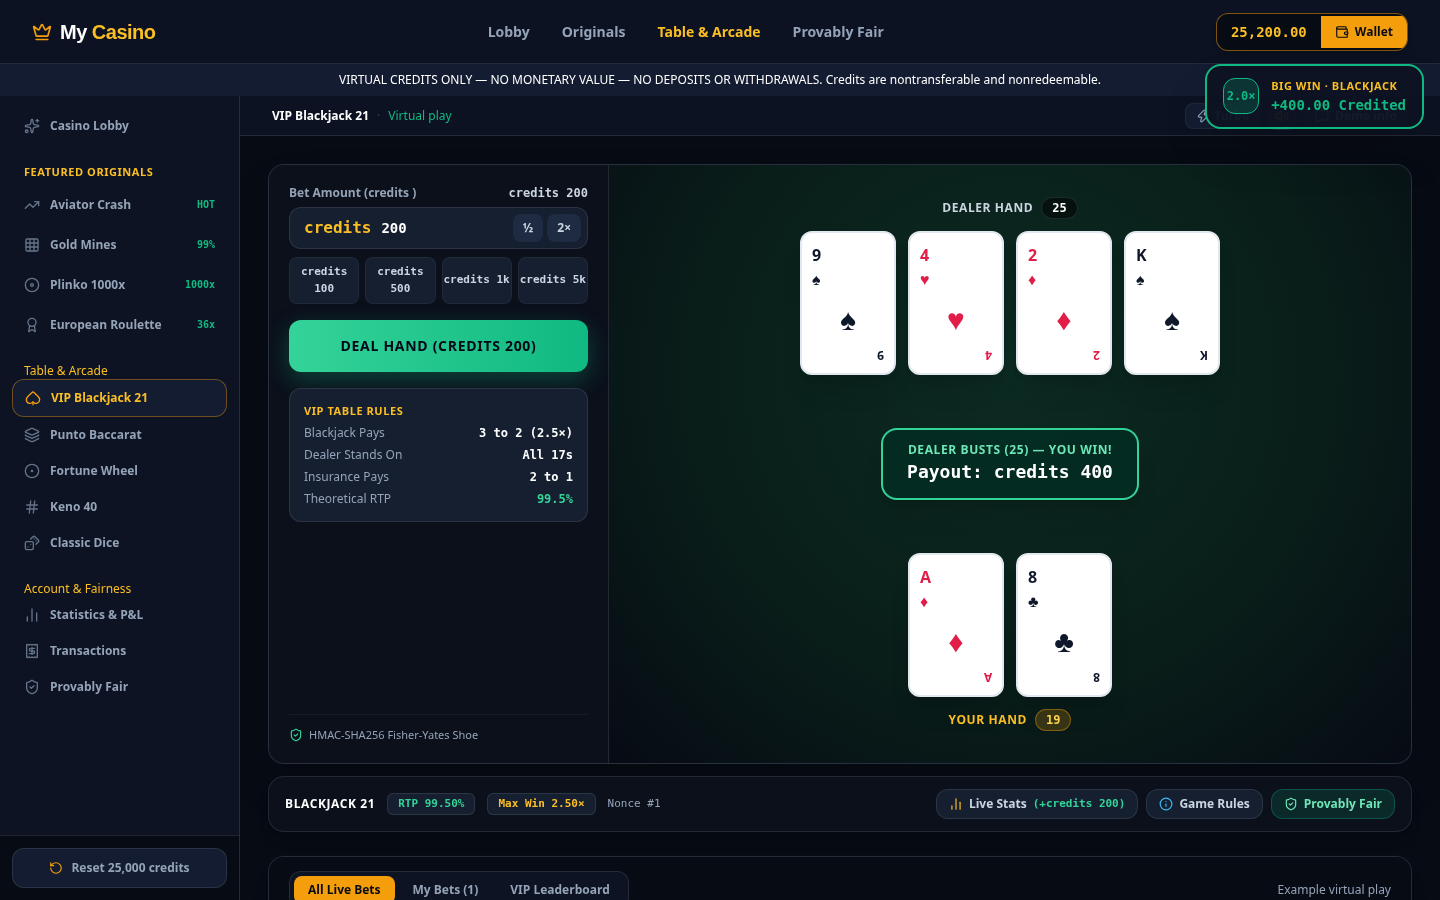 My Casino
Lobby
Originals
Table & Arcade
Provably Fair
25,200.00
Wallet
VIRTUAL CREDITS ONLY — NO MONETARY VALUE — NO DEPOSITS OR WITHDRAWALS. Credits are nontransferable and nonredeemable.
2.0×
BIG WIN · BLACKJACK
+400.00 Credited
Casino Lobby
FEATURED ORIGINALS
Aviator Crash
HOT
Gold Mines
99%
Plinko 1000x
1000x
European Roulette
36x
Table & Arcade
VIP Blackjack 21
Punto Baccarat
Fortune Wheel
Keno 40
Classic Dice
Account & Fairness
Statistics & P&L
Transactions
Provably Fair
Reset 25,000 credits
VIP Blackjack 21 · Virtual play
Bet Amount (credits )
credits 200
credits 200
½
2×
credits 100
credits 500
credits 1k
credits 5k
DEAL HAND (CREDITS 200)
VIP TABLE RULES
Blackjack Pays
3 to 2 (2.5×)
Dealer Stands On
All 17s
Insurance Pays
2 to 1
Theoretical RTP
99.5%
HMAC-SHA256 Fisher-Yates Shoe
DEALER HAND 25
9
♠
♠
9
4
♥
♥
4
2
♦
♦
2
K
♠
♠
K
DEALER BUSTS (25) — YOU WIN!
Payout: credits 400
A
♦
♦
A
8
♣
♣
8
YOUR HAND 19
BLACKJACK 21
RTP 99.50%
Max Win 2.50×
Nonce #1
Live Stats (+credits 200)
Game Rules
Provably Fair
All Live Bets
My Bets (1)
VIP Leaderboard
Example virtual play